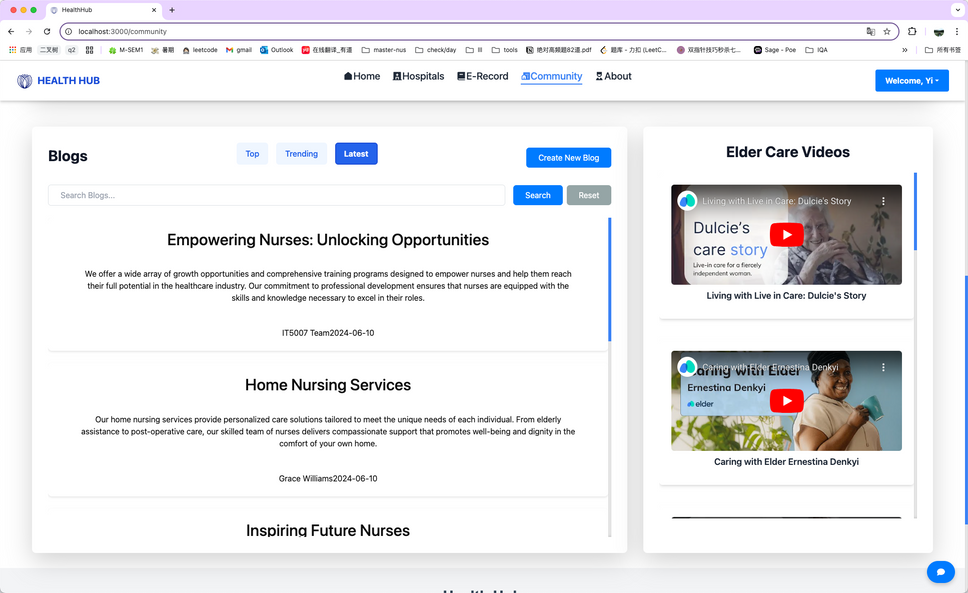 HealthHub
localhost:3000/community
应用
二叉树
q2
M-SEM1
暑期
leetcode
gmail
Outlook
在线翻译_有道
master-nus
check/day
III
tools
绝对高频题82道.pdf
题库 - 力扣 (LeetC...
双指针技巧秒杀七...
Sage - Poe
IQA
»
所有书签
HEALTH HUB
Home
Hospitals
E-Record
Community
About
Welcome, Yi
Blogs
Top
Trending
Latest
Create New Blog
Search Blogs...
Search
Reset
Empowering Nurses: Unlocking Opportunities
We offer a wide array of growth opportunities and comprehensive training programs designed to empower nurses and help them reach
their full potential in the healthcare industry. Our commitment to professional development ensures that nurses are equipped with the
skills and knowledge necessary to excel in their roles.
IT5007 Team2024-06-10
Home Nursing Services
Our home nursing services provide personalized care solutions tailored to meet the unique needs of each individual. From elderly
assistance to post-operative care, our skilled team of nurses delivers compassionate support that promotes well-being and dignity in the
comfort of your own home.
Grace Williams2024-06-10
Inspiring Future Nurses
Elder Care Videos
Living with Live in Care: Dulcie's Story
Dulcie's
care story
Live-in care for a fiercely
independent woman.
Living with Live in Care: Dulcie's Story
Caring with Elder Ernestina Denkyi
Caring with Elder
Ernestina Denkyi
elder
Caring with Elder Ernestina Denkyi